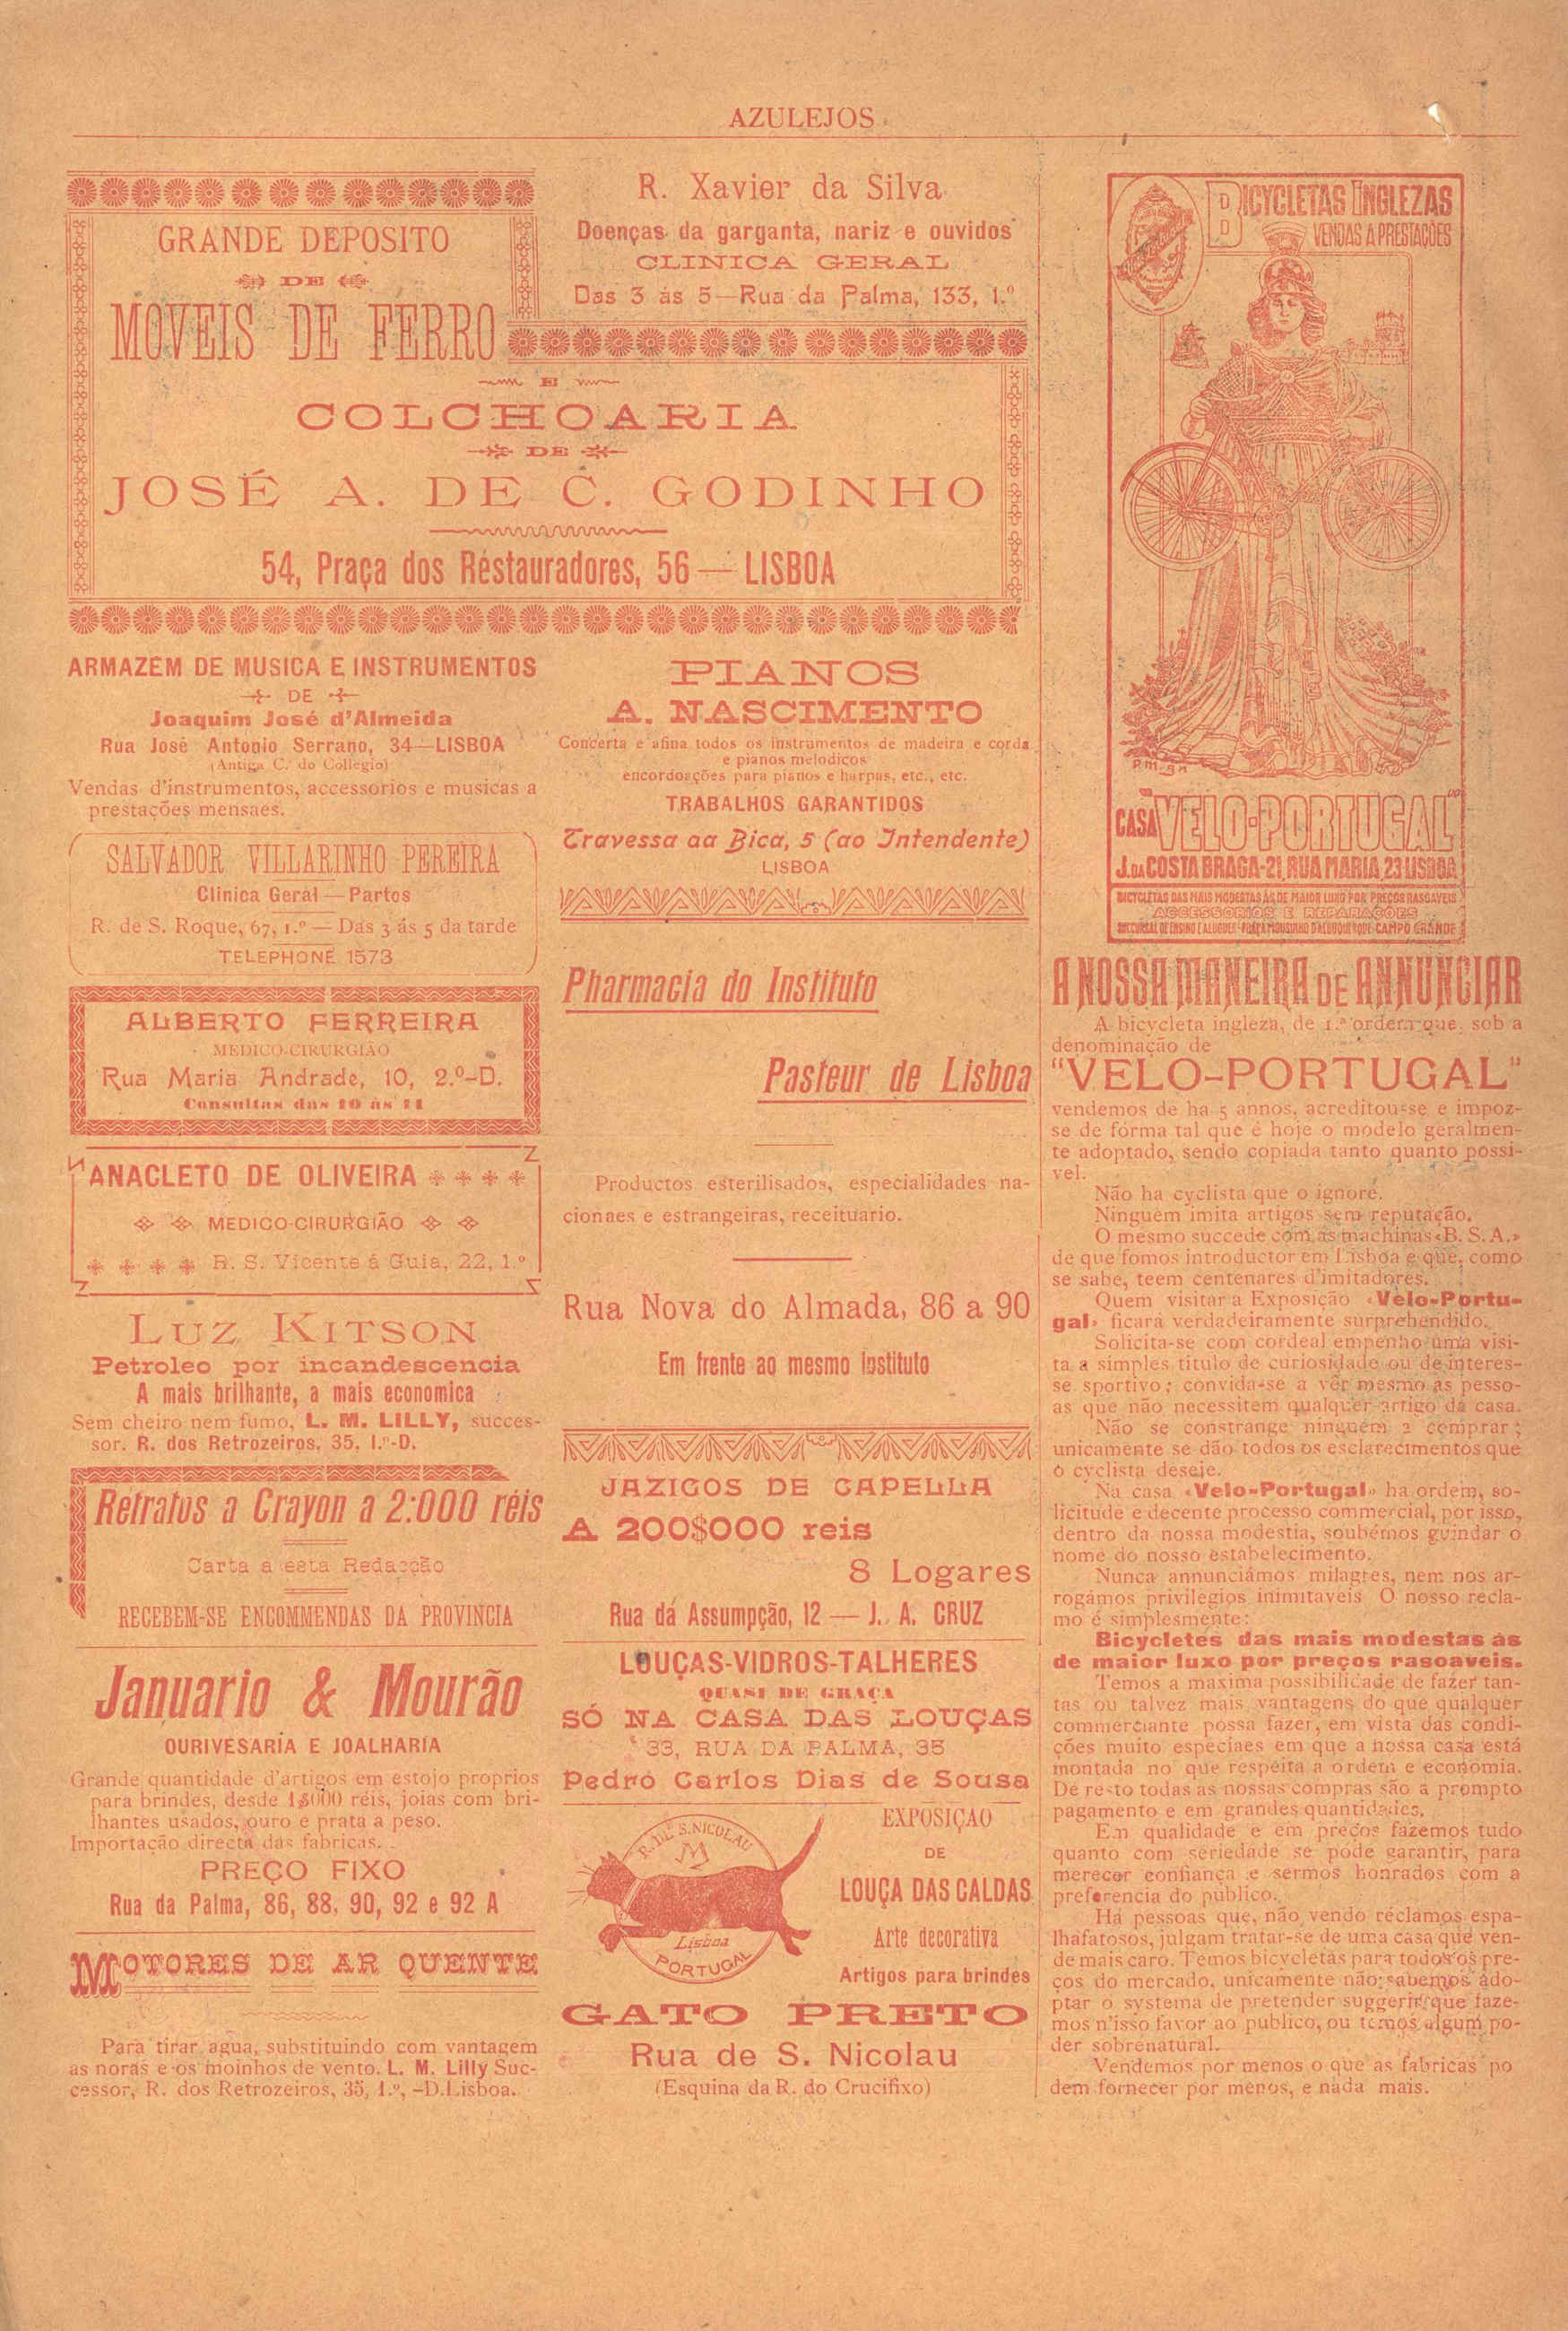 AZULEJOS
GRANDE DEPOSITO
DE
MOVEIS DE FERRO
E
COLCHOARIA
DE
JOSÉ A. DE C. GODINHO
54, Praça dos Restauradores, 56 — LISBOA
R. Xavier da Silva
Doenças da garganta, nariz e ouvidos
CLINICA GERAL
Das 3 ás 5—Rua da Palma, 133, 1.º
ARMAZEM DE MUSICA E INSTRUMENTOS
DE
Joaquim José d'Almeida
Rua José Antonio Serrano, 34—LISBOA
(Antiga C. do Collegio)
Vendas d'instrumentos, accessorios e musicas a
prestações mensaes.
SALVADOR VILLARINHO PEREIRA
Clinica Geral — Partos
R. de S. Roque, 67, 1.º — Das 3 ás 5 da tarde
TELEPHONE 1573
ALBERTO FERREIRA
MEDICO-CIRURGIÃO
Rua Maria Andrade, 10, 2.º-D.
Consultas das 10 ás 11
ANACLETO DE OLIVEIRA
MEDICO-CIRURGIÃO
R. S. Vicente á Guia, 22, 1.º
LUZ KITSON
Petroleo por incandescencia
A mais brilhante, a mais economica
Sem cheiro nem fumo, L. M. LILLY, succes-
sor. R. dos Retrozeiros, 35, 1.º-D.
Retratos a Crayon a 2:000 réis
Carta a esta Redacção
RECEBEM-SE ENCOMMENDAS DA PROVINCIA
Januario & Mourão
OURIVESARIA E JOALHARIA
Grande quantidade d'artigos em estojo proprios
para brindes, desde 1$000 réis, joias com bri-
lhantes usados, ouro e prata a peso.
Importação directa das fabricas.
PREÇO FIXO
Rua da Palma, 86, 88, 90, 92 e 92 A
MOTORES DE AR QUENTE
Para tirar agua, substituindo com vantagem
as noras e os moinhos de vento. L. M. Lilly Suc-
cessor, R. dos Retrozeiros, 35, 1.º, -D.Lisboa.
PIANOS
A. NASCIMENTO
Concerta e afina todos os instrumentos de madeira e corda
e pianos melodicos
encordoações para pianos e harpas, etc., etc.
TRABALHOS GARANTIDOS
Travessa da Bica, 5 (ao Intendente)
LISBOA
Pharmacia do Instituto
Pasteur de Lisboa
Productos esterilisados, especialidades na-
cionaes e estrangeiras, receituario.
Rua Nova do Almada, 86 a 90
Em frente ao mesmo Instituto
JAZIGOS DE CAPELLA
A 200$000 reis
8 Logares
Rua da Assumpção, 12 — J. A. CRUZ
LOUÇAS-VIDROS-TALHERES
QUASI DE GRAÇA
SÓ NA CASA DAS LOUÇAS
33, RUA DA PALMA, 35
Pedro Carlos Dias de Sousa
R. DE S. NICOLAU
Lisboa
PORTUGAL
EXPOSIÇÃO
DE
LOUÇA DAS CALDAS
Arte decorativa
Artigos para brindes
GATO PRETO
Rua de S. Nicolau
(Esquina da R. do Crucifixo)
BICYCLETAS INGLEZAS
VENDAS A PRESTAÇÕES
CASA "VELO-PORTUGAL"
J. DA COSTA BRAGA-21, RUA MARIA, 23 LISBOA
BICYCLETAS DAS MAIS MODESTAS ÁS DE MAIOR LUXO POR PREÇOS RASOAVEIS
ACCESSORIOS E REPARAÇÕES
SUCCURSAL DE ENSINO E ALUGUER-PRAÇA MOUSINHO D'ALBUQUERQUE-CAMPO GRANDE
A NOSSA MANEIRA DE ANNUNCIAR
A bicycleta ingleza, de 1.ª ordem que, sob a
denominação de
"VELO-PORTUGAL"
vendemos de ha 5 annos, acreditou-se e impoz-
se de fórma tal que é hoje o modelo geralmen-
te adoptado, sendo copiada tanto quanto possi-
vel.
Não ha cyclista que o ignore.
Ninguem imita artigos sem reputação.
O mesmo succede com as machinas «B. S. A.»
de que fomos introductor em Lisboa e que, como
se sabe, teem centenares d'imitadores.
Quem visitar a Exposição «Velo-Portu-
gal» ficará verdadeiramente surprehendido.
Solicita-se com cordeal empenho uma visi-
ta a simples titulo de curiosidade ou de interes-
se sportivo; convida-se a vêr mesmo as pesso-
as que não necessitem qualquer artigo da casa.
Não se constrange ninguem a comprar;
unicamente se dão todos os esclarecimentos que
o cyclista deseje.
Na casa «Velo-Portugal» ha ordem, so-
licitude e decente processo commercial, por isso,
dentro da nossa modestia, soubémos guindar o
nome do nosso estabelecimento.
Nunca annunciámos milagres, nem nos ar-
rogámos privilegios inimitaveis O nosso recla-
mo é simplesmente:
Bicycletes das mais modestas ás
de maior luxo por preços rasoaveis.
Temos a maxima possibilidade de fazer tan-
tas ou talvez mais vantagens do que qualquer
commerciante possa fazer, em vista das condi-
ções muito especiaes em que a nossa casa está
montada no que respeita a ordem e economia.
De resto todas as nossas compras são a prompto
pagamento e em grandes quantidades.
Em qualidade e em preços fazemos tudo
quanto com seriedade se póde garantir, para
merecer confiança e sermos honrados com a
preferencia do publico.
Há pessoas que, não vendo réclamos espa-
lhafatosos, julgam tratar-se de uma casa que ven-
de mais caro. Temos bicycletas para todos os pre-
ços do mercado, unicamente não sabemos ado-
ptar o systema de pretender suggerir que faze-
mos n'isso favor ao publico, ou temos algum po-
der sobrenatural.
Vendemos por menos o que as fabricas po
dem fornecer por menos, e nada mais.